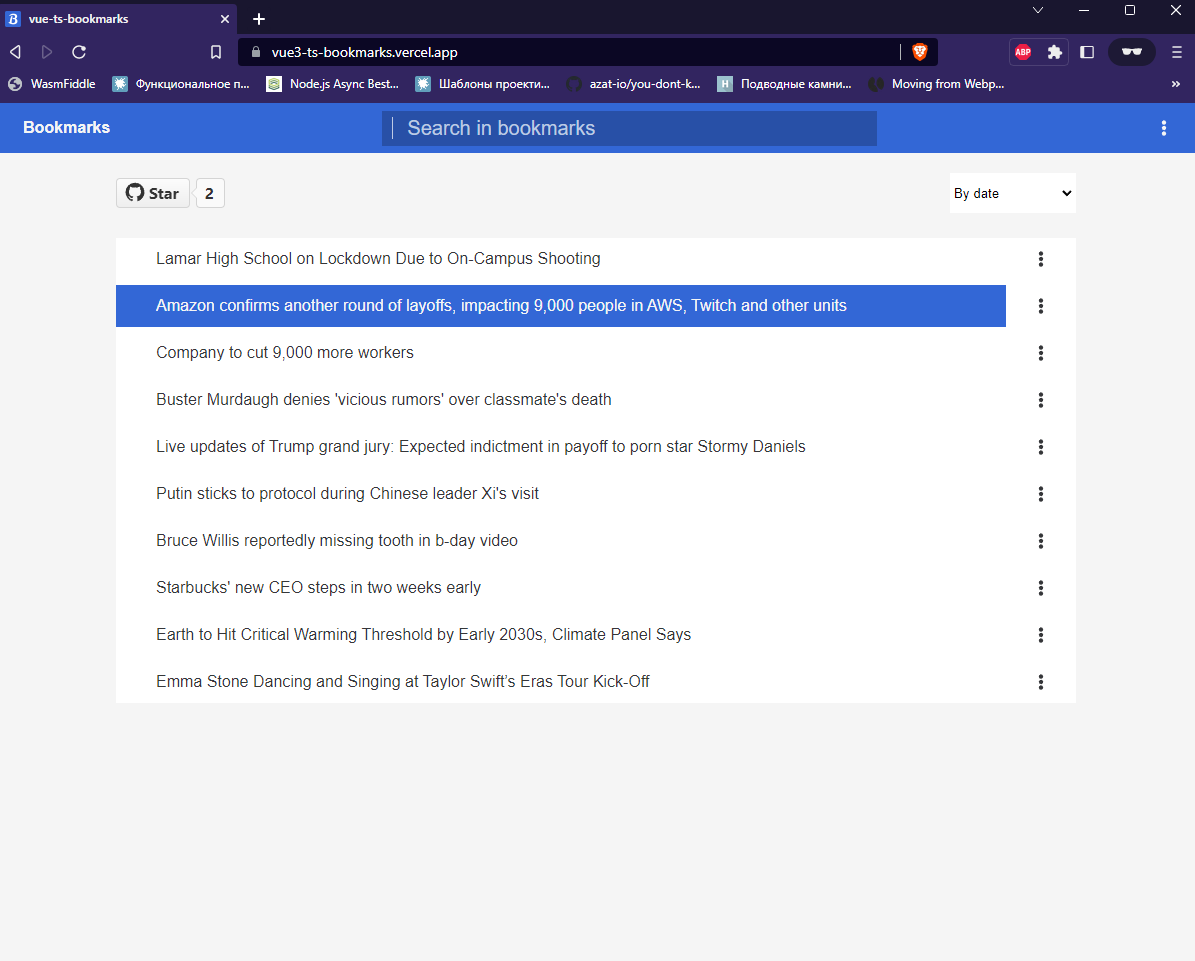 B vue-ts-bookmarks
vue3-ts-bookmarks.vercel.app ABP
WasmFiddle Функциональное п... Node.js Async Best... Шаблоны проекти... azat-io/you-dont-k... H Подводные камни... Moving from Webp...
Bookmarks Search in bookmarks
Star 2 By date
Lamar High School on Lockdown Due to On-Campus Shooting
Amazon confirms another round of layoffs, impacting 9,000 people in AWS, Twitch and other units
Company to cut 9,000 more workers
Buster Murdaugh denies 'vicious rumors' over classmate's death
Live updates of Trump grand jury: Expected indictment in payoff to porn star Stormy Daniels
Putin sticks to protocol during Chinese leader Xi's visit
Bruce Willis reportedly missing tooth in b-day video
Starbucks' new CEO steps in two weeks early
Earth to Hit Critical Warming Threshold by Early 2030s, Climate Panel Says
Emma Stone Dancing and Singing at Taylor Swift’s Eras Tour Kick-Off